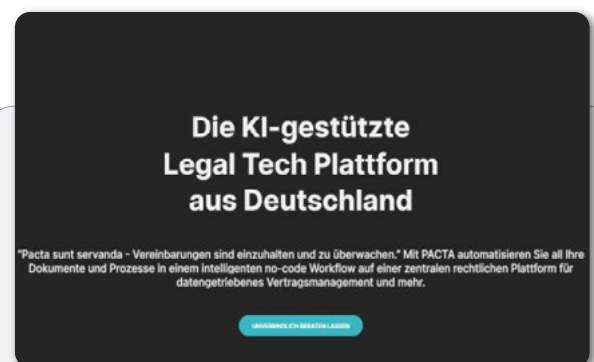 Die KI-gestützte
Legal Tech Plattform
aus Deutschland
"Pacta sunt servanda - Vereinbarungen sind einzuhalten und zu überwachen." Mit PACTA automatisieren Sie all Ihre
Dokumente und Prozesse in einem intelligenten no-code Workflow auf einer zentralen rechtlichen Plattform für
datengetriebenes Vertragsmanagement und mehr.
UNVERBINDLICH BERATEN LASSEN